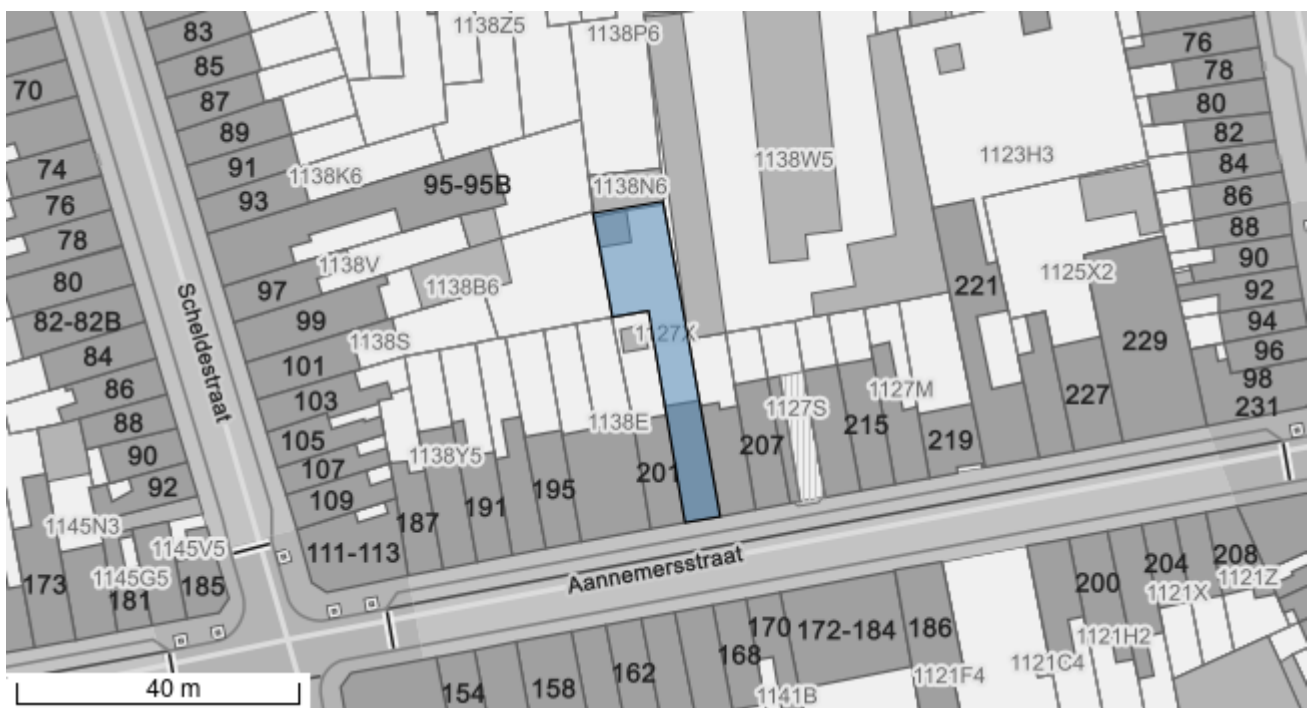 83
85
87
89
91
93
70
74
76
78
80
82-82B
84
86
88
90
92
1138Z5
1138P6
1138K6
95-95B
1138N6
1138W5
1123H3
76
78
80
82
84
86
88
90
92
94
96
98
231
Scheldestraat
97
99
101
103
105
107
109
111-113
1138V
1138B6
1138S
1127X
221
1125X2
229
227
1127M
1127S
215
219
207
1138E
201
195
191
187
1138Y5
1145N3
1145V5
1145G5
173
181
185
Aannemersstraat
154
158
162
168
170
172-184
186
200
204
208
1121Z
1121X
1121H2
1121C4
1121F4
1141B
40 m